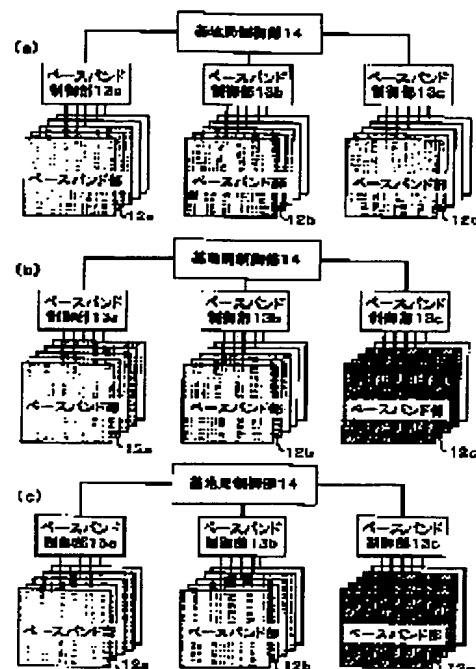 (a)
基地局制御部14
ベースバンド
制御部13a
ベースバンド
制御部13b
ベースバンド
制御部13c
ベースバンド部
ベースバンド部
ベースバンド部
12a
12b
12c
(b)
基地局制御部14
ベースバンド
制御部13a
ベースバンド
制御部13b
ベースバンド
制御部13c
ベースバンド部
ベースバンド部
ベースバンド部
12a
12b
12c
(c)
基地局制御部14
ベースバンド
制御部13a
ベースバンド
制御部13b
ベースバンド
制御部13c
ベースバンド部
ベースバンド部
ベースバンド部
12a
12b
12c